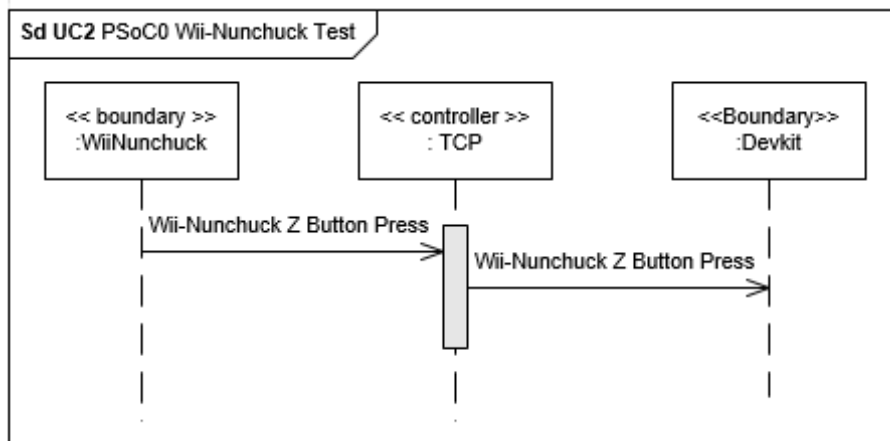 Sd UC2 PSoC0 Wii-Nunchuck Test
<< boundary >>
:WiiNunchuck
<< controller >>
: TCP
<<Boundary>>
:Devkit
Wii-Nunchuck Z Button Press
Wii-Nunchuck Z Button Press